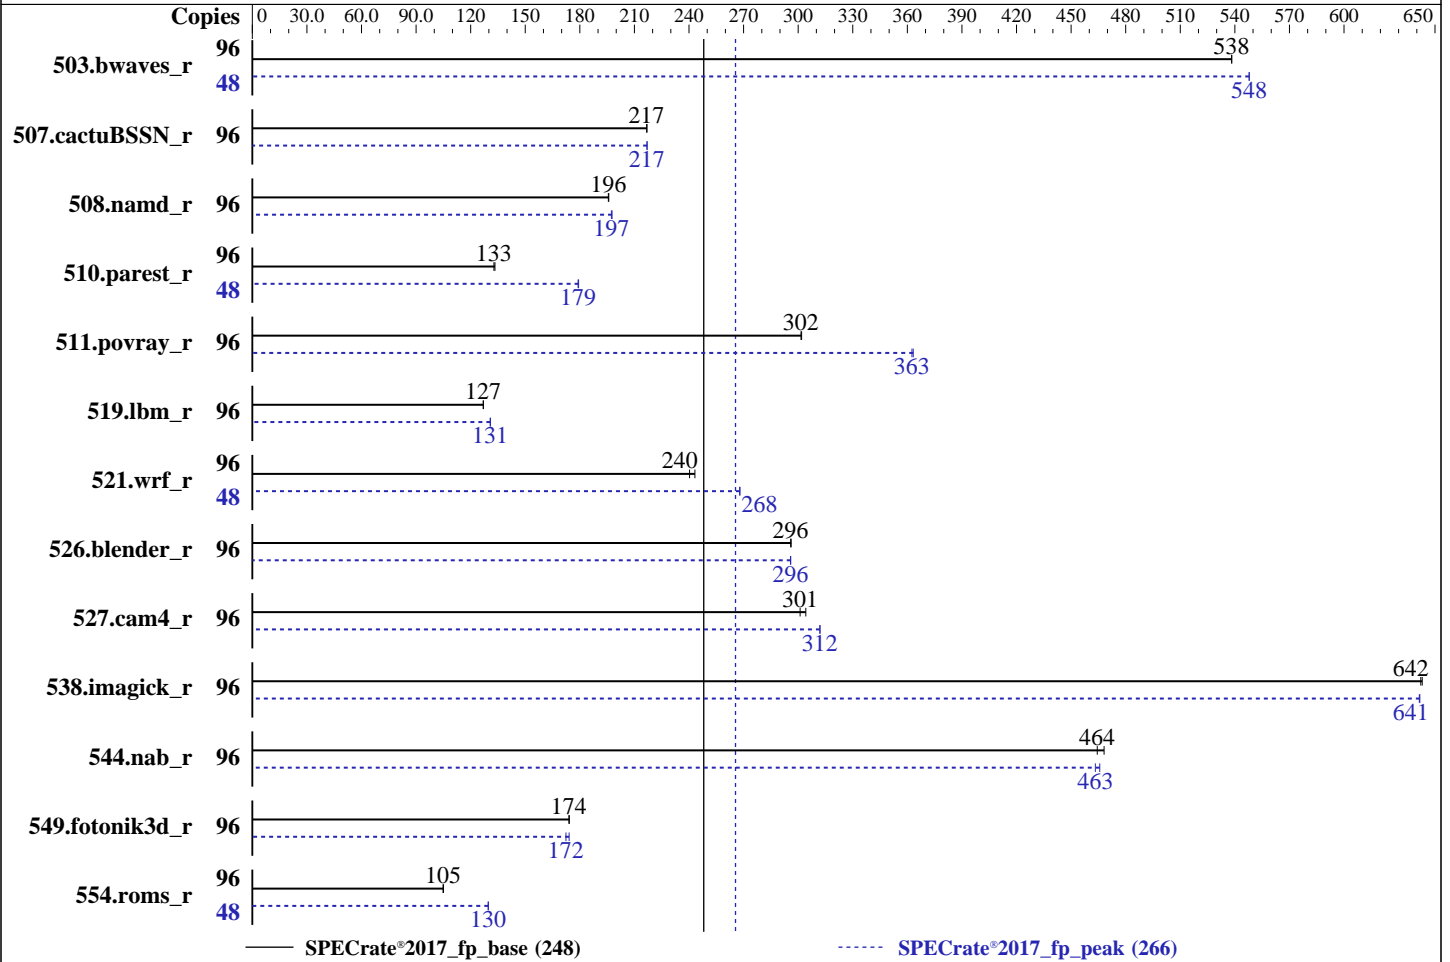 Copies 0 30.0 60.0 90.0 120 150 180 210 240 270 300 330 360 390 420 450 480 510 540 570 600 650
503.bwaves_r 96 538
48 548
507.cactuBSSN_r 96 217
217
508.namd_r 96 196
197
510.parest_r 96 133
48 179
511.povray_r 96 302
363
519.lbm_r 96 127
131
521.wrf_r 96 240
48 268
526.blender_r 96 296
296
527.cam4_r 96 301
312
538.imagick_r 96 642
641
544.nab_r 96 464
463
549.fotonik3d_r 96 174
172
554.roms_r 96 105
48 130
SPECrate®2017_fp_base (248) SPECrate®2017_fp_peak (266)